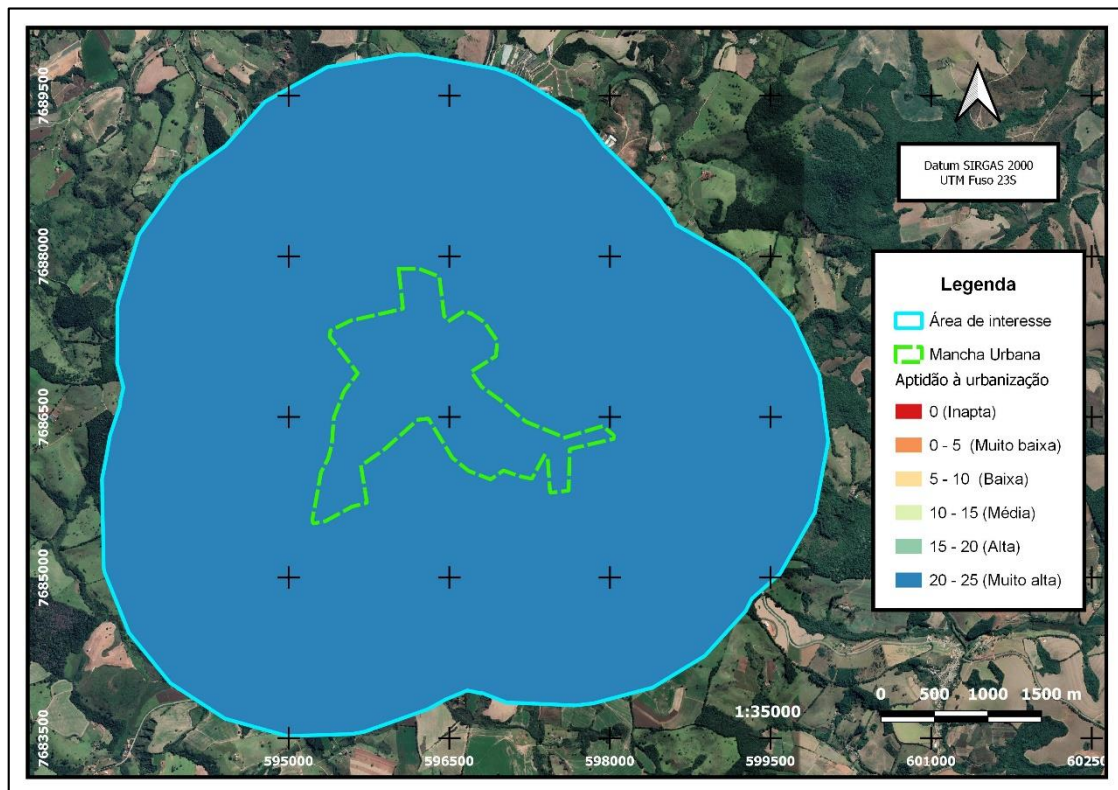 7689500
7688000
7686500
7685000
7683500
Datum SIRGAS 2000
UTM Fuso 23S
Legenda
Área de interesse
Mancha Urbana
Aptidão à urbanização
0 (Inapta)
0 - 5 (Muito baixa)
5 - 10 (Baixa)
10 - 15 (Média)
15 - 20 (Alta)
20 - 25 (Muito alta)
0 500 1000 1500 m
1:35000
595000 596500 598000 599500 601000 60250